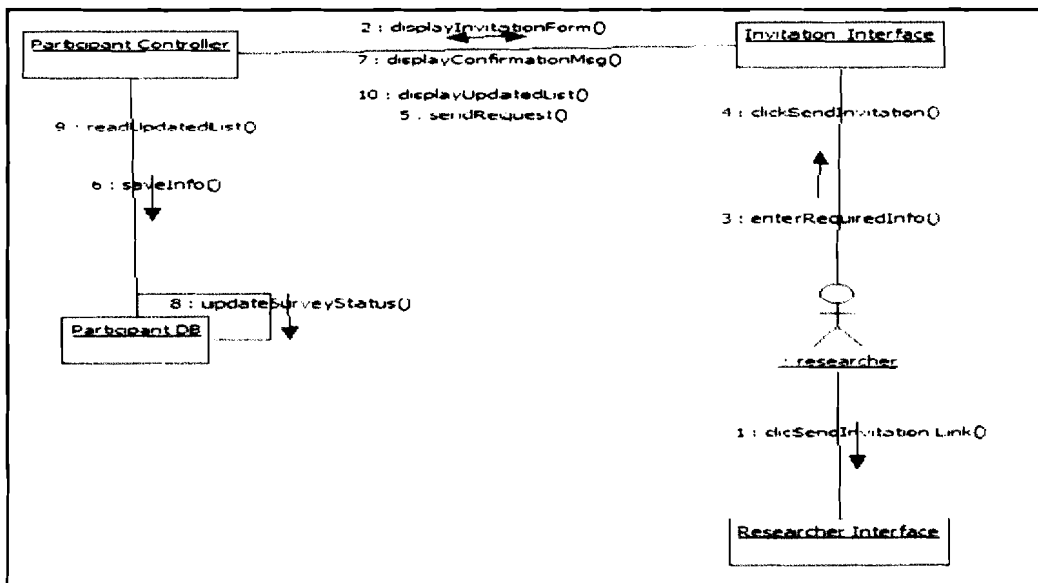 2 : displayInvitationForm()
Participant Controller
Invitation Interface
7 : displayConfirmationMsg()
10 : displayUpdatedList()
5 : sendRequest()
4 : clickSendInvitation()
9 : readUpdatedList()
6 : saveInfo()
3 : enterRequiredInfo()
8 : updateSurveyStatus()
Participant DB
: researcher
1 : clicSendInvitation Link()
Researcher Interface